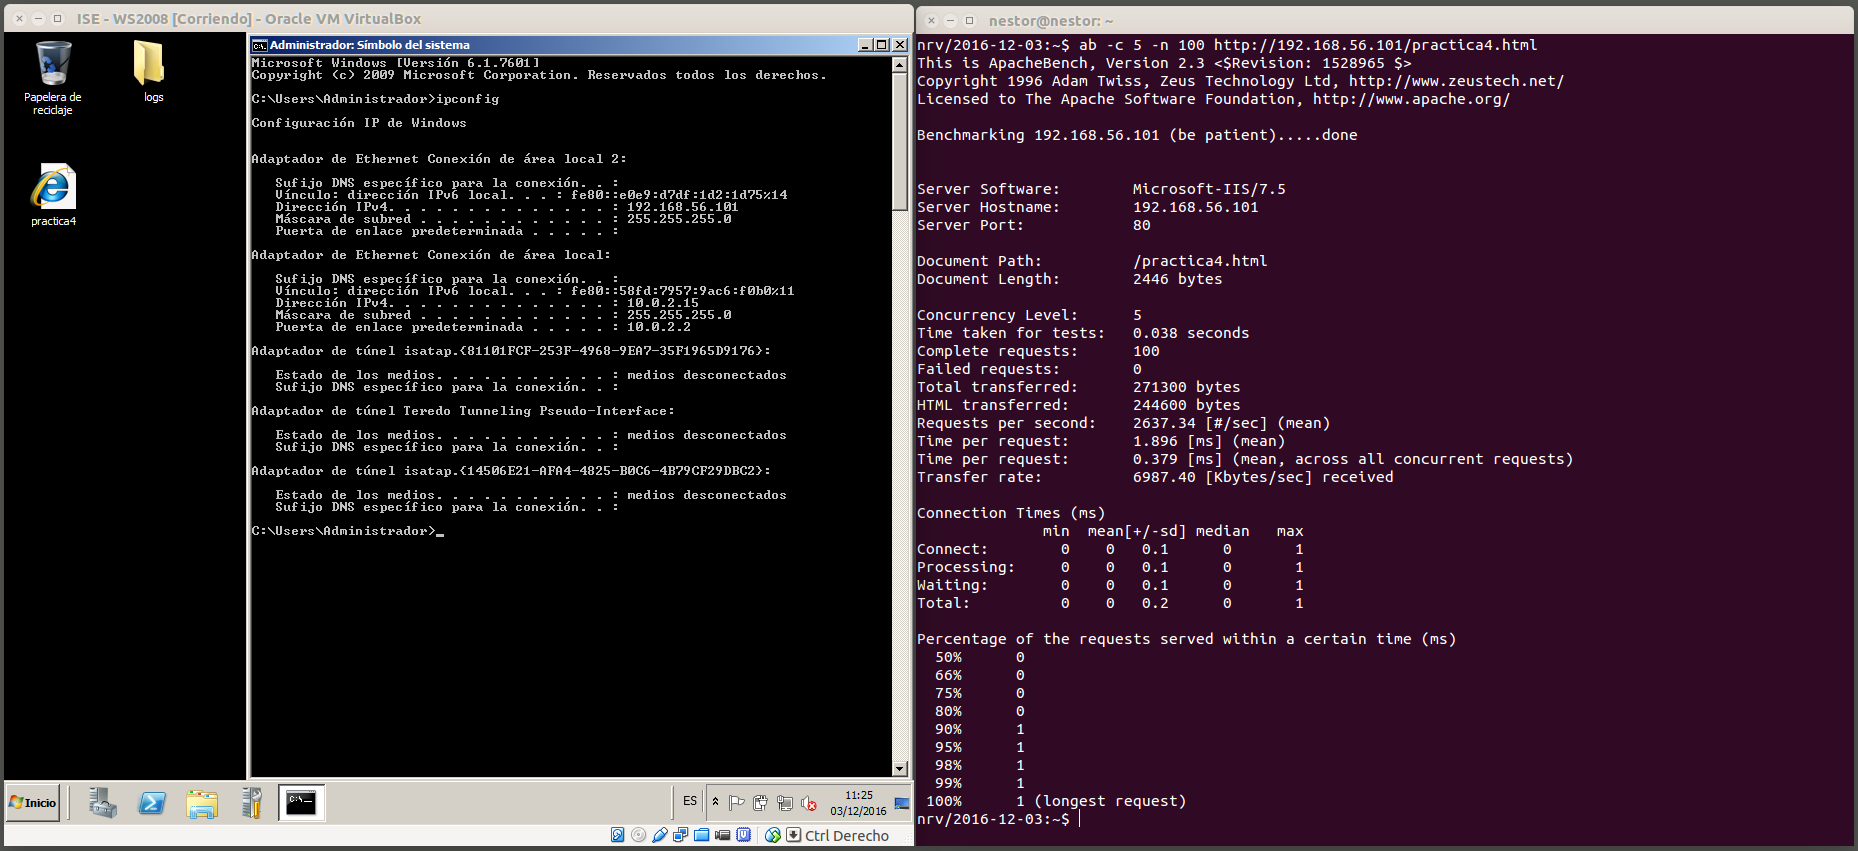 ISE - WS2008 [Corriendo] - Oracle VM VirtualBox
Papelera de
reciclaje
logs
practica4
Administrador: Símbolo del sistema
Microsoft Windows [Versión 6.1.7601]
Copyright (c) 2009 Microsoft Corporation. Reservados todos los derechos.
C:\Users\Administrador>ipconfig
Configuración IP de Windows
Adaptador de Ethernet Conexión de área local 2:
Sufijo DNS específico para la conexión. . :
Vínculo: dirección IPv6 local. . . : fe80::e0e9:d7df:1d2:1d75%14
Dirección IPv4. . . . . . . . . . . . . . : 192.168.56.101
Máscara de subred . . . . . . . . . . . . : 255.255.255.0
Puerta de enlace predeterminada . . . . . :
Adaptador de Ethernet Conexión de área local:
Sufijo DNS específico para la conexión. . :
Vínculo: dirección IPv6 local. . . : fe80::58fd:7957:9ac6:f0b0%11
Dirección IPv4. . . . . . . . . . . . . . : 10.0.2.15
Máscara de subred . . . . . . . . . . . . : 255.255.255.0
Puerta de enlace predeterminada . . . . . : 10.0.2.2
Adaptador de túnel isatap.{81101FCF-253F-4968-9EA7-35F1965D9176}:
Estado de los medios. . . . . . . . . . . : medios desconectados
Sufijo DNS específico para la conexión. . :
Adaptador de túnel Teredo Tunneling Pseudo-Interface:
Estado de los medios. . . . . . . . . . . : medios desconectados
Sufijo DNS específico para la conexión. . :
Adaptador de túnel isatap.{14506E21-AFA4-4825-B0C6-4B79CF29DBC2}:
Estado de los medios. . . . . . . . . . . : medios desconectados
Sufijo DNS específico para la conexión. . :
C:\Users\Administrador>_
Inicio
ES
11:25
03/12/2016
Ctrl Derecho
nestor@nestor: ~
nrv/2016-12-03:~$ ab -c 5 -n 100 http://192.168.56.101/practica4.html
This is ApacheBench, Version 2.3 <$Revision: 1528965 $>
Copyright 1996 Adam Twiss, Zeus Technology Ltd, http://www.zeustech.net/
Licensed to The Apache Software Foundation, http://www.apache.org/
Benchmarking 192.168.56.101 (be patient).....done
Server Software: Microsoft-IIS/7.5
Server Hostname: 192.168.56.101
Server Port: 80
Document Path: /practica4.html
Document Length: 2446 bytes
Concurrency Level: 5
Time taken for tests: 0.038 seconds
Complete requests: 100
Failed requests: 0
Total transferred: 271300 bytes
HTML transferred: 244600 bytes
Requests per second: 2637.34 [#/sec] (mean)
Time per request: 1.896 [ms] (mean)
Time per request: 0.379 [ms] (mean, across all concurrent requests)
Transfer rate: 6987.40 [Kbytes/sec] received
Connection Times (ms)
min mean[+/-sd] median max
Connect: 0 0 0.1 0 1
Processing: 0 0 0.1 0 1
Waiting: 0 0 0.1 0 1
Total: 0 0 0.2 0 1
Percentage of the requests served within a certain time (ms)
50% 0
66% 0
75% 0
80% 0
90% 1
95% 1
98% 1
99% 1
100% 1 (longest request)
nrv/2016-12-03:~$